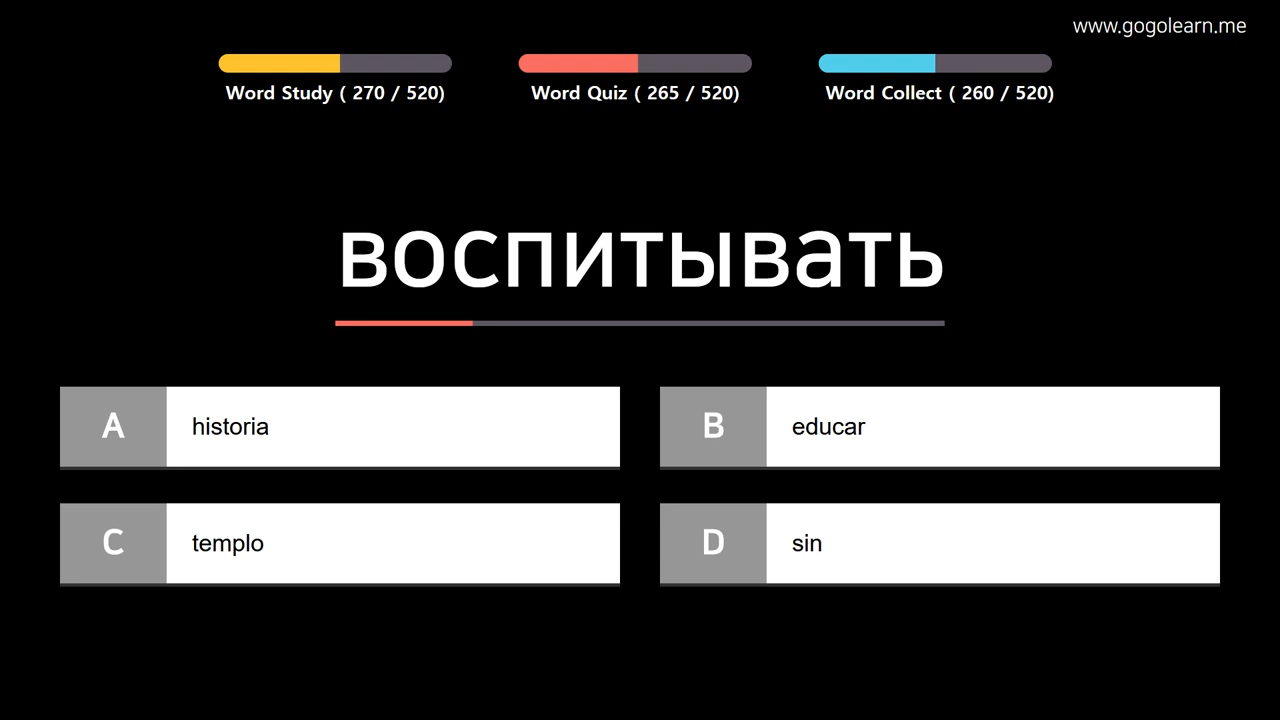 www.gogolearn.me
Word Study ( 270 / 520)
Word Quiz ( 265 / 520)
Word Collect ( 260 / 520)
воспитывать
A historia
B educar
C templo
D sin